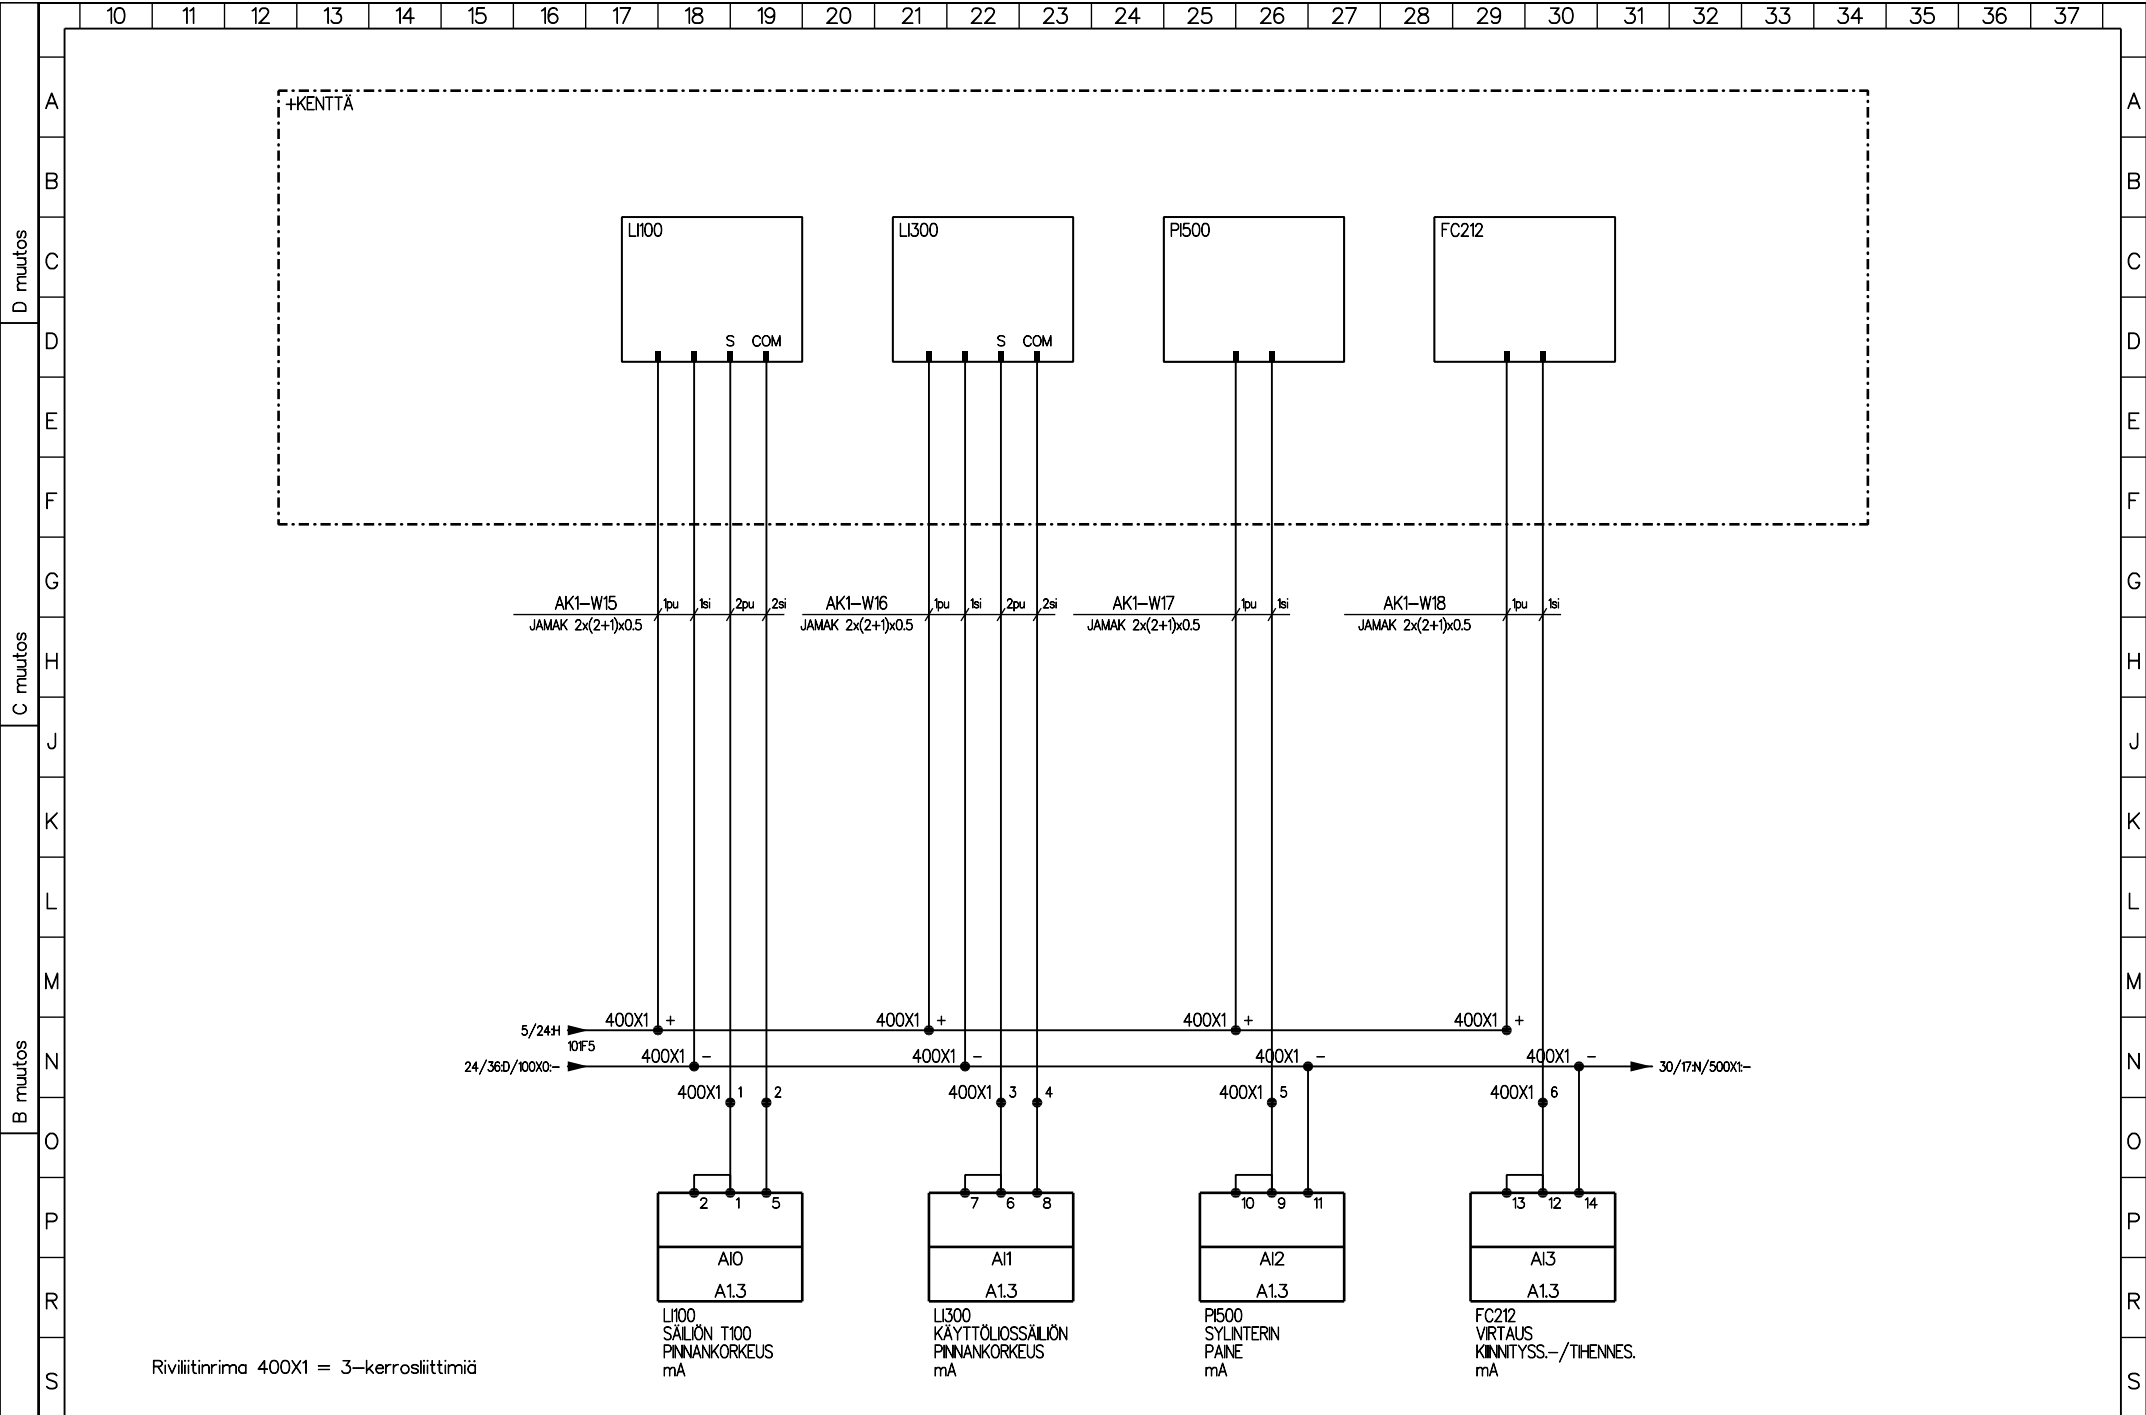 10 11 12 13 14 15 16 17 18 19 20 21 22 23 24 25 26 27 28 29 30 31 32 33 34 35 36 37
A A
+KENTTÄ
B B
LI100 LI300 PI500 FC212
D muutos
C C
S COM S COM
D D
E E
F F
G G
AK1-W15 1pu 1si 2pu 2si AK1-W16 1pu 1si 2pu 2si AK1-W17 1pu 1si AK1-W18 1pu 1si
JAMAK 2x(2+1)x0.5 JAMAK 2x(2+1)x0.5 JAMAK 2x(2+1)x0.5 JAMAK 2x(2+1)x0.5
C muutos
H H
J J
K K
L L
M M
400X1 + 400X1 + 400X1 + 400X1 +
5/24:H
101F5
B muutos
N N
400X1 - 400X1 - 400X1 - 400X1 -
24/36:D/100X0:- 30/17:N/500X1:-
400X1 1 2 400X1 3 4 400X1 5 400X1 6
O O
2 1 5 7 6 8 10 9 11 13 12 14
P P
AI0 AI1 AI2 AI3
A1.3 A1.3 A1.3 A1.3
R R
LI100 LI300 PI500 FC212
SÄILIÖN T100 KÄYTTÖLIOSSÄILIÖN SYLINTERIN VIRTAUS
PINNANKORKEUS PINNANKORKEUS PAINE KIINNITYSS.-/TIHENNES.
mA mA mA mA
Riviliitinrima 400X1 = 3-kerrosliittimiä
S S